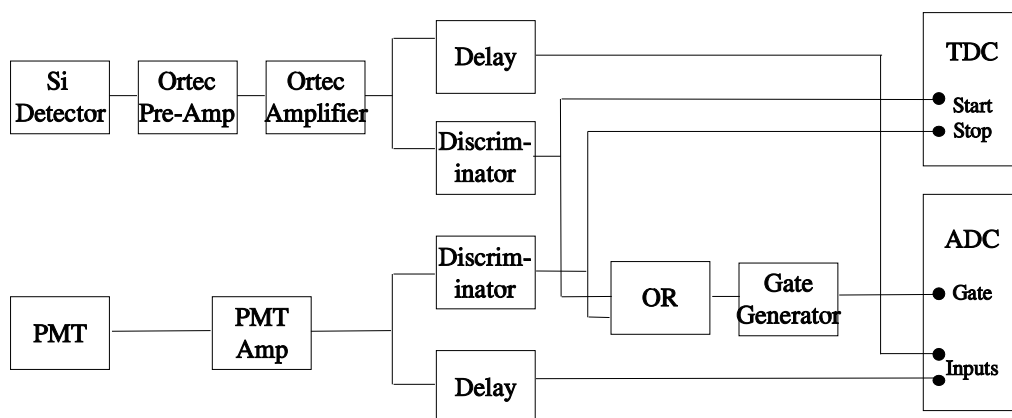 Si
Detector
Ortec
Pre-Amp
Ortec
Amplifier
Delay
Discrim-
inator
TDC
Start
Stop
PMT
PMT
Amp
Discrim-
inator
Delay
OR
Gate
Generator
ADC
Gate
Inputs